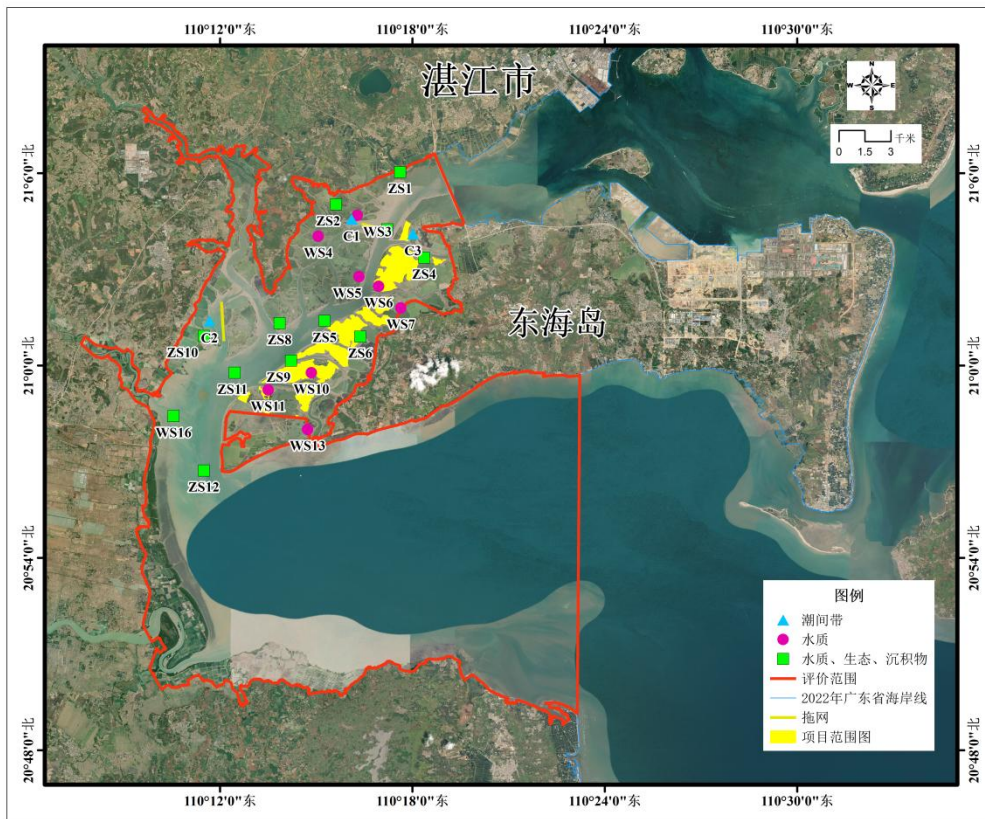 110°12'0"东
110°18'0"东
110°24'0"东
110°30'0"东
湛江市
N
W
E
S
千米
0 1.5 3
21°6'0"北
21°6'0"北
ZS1
ZS2
C1
WS3
WS4
C3
ZS4
WS5
WS6
WS7
东海岛
C2
ZS10
ZS8
ZS5
ZS6
21°0'0"北
21°0'0"北
ZS9
ZS11
WS10
WS11
WS16
WS13
ZS12
20°54'0"北
20°54'0"北
图例
潮间带
水质
水质、生态、沉积物
评价范围
2022年广东省海岸线
拖网
项目范围图
20°48'0"北
20°48'0"北
110°12'0"东
110°18'0"东
110°24'0"东
110°30'0"东